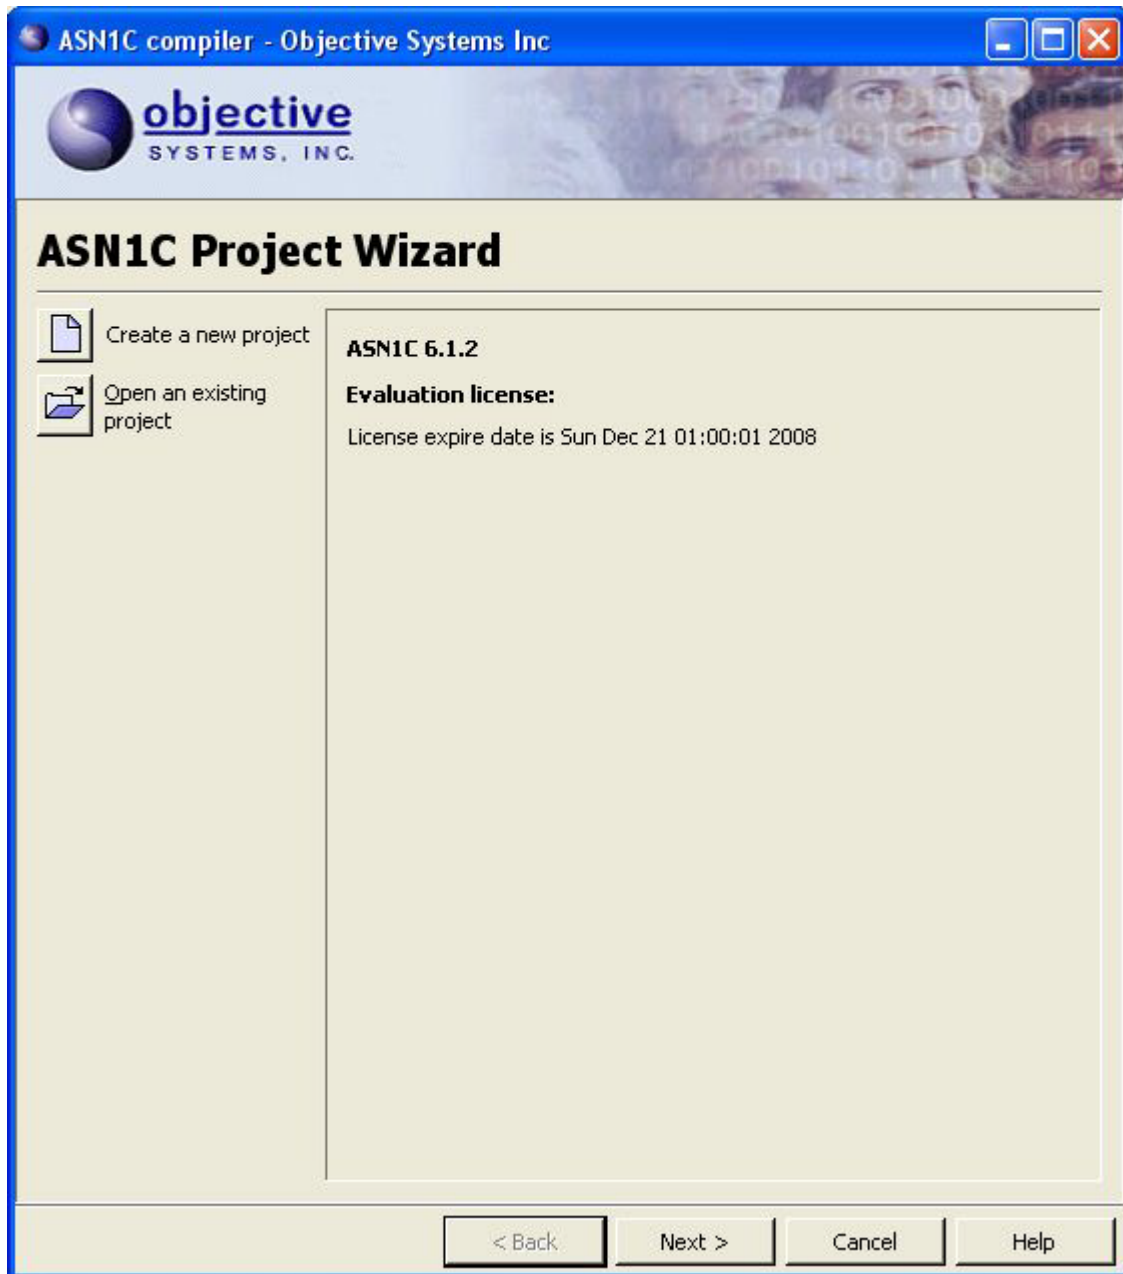 ASN1C compiler - Objective Systems Inc
objective
SYSTEMS, INC.
ASN1C Project Wizard
Create a new project
Open an existing
project
ASN1C 6.1.2
Evaluation license:
License expire date is Sun Dec 21 01:00:01 2008
< Back
Next >
Cancel
Help